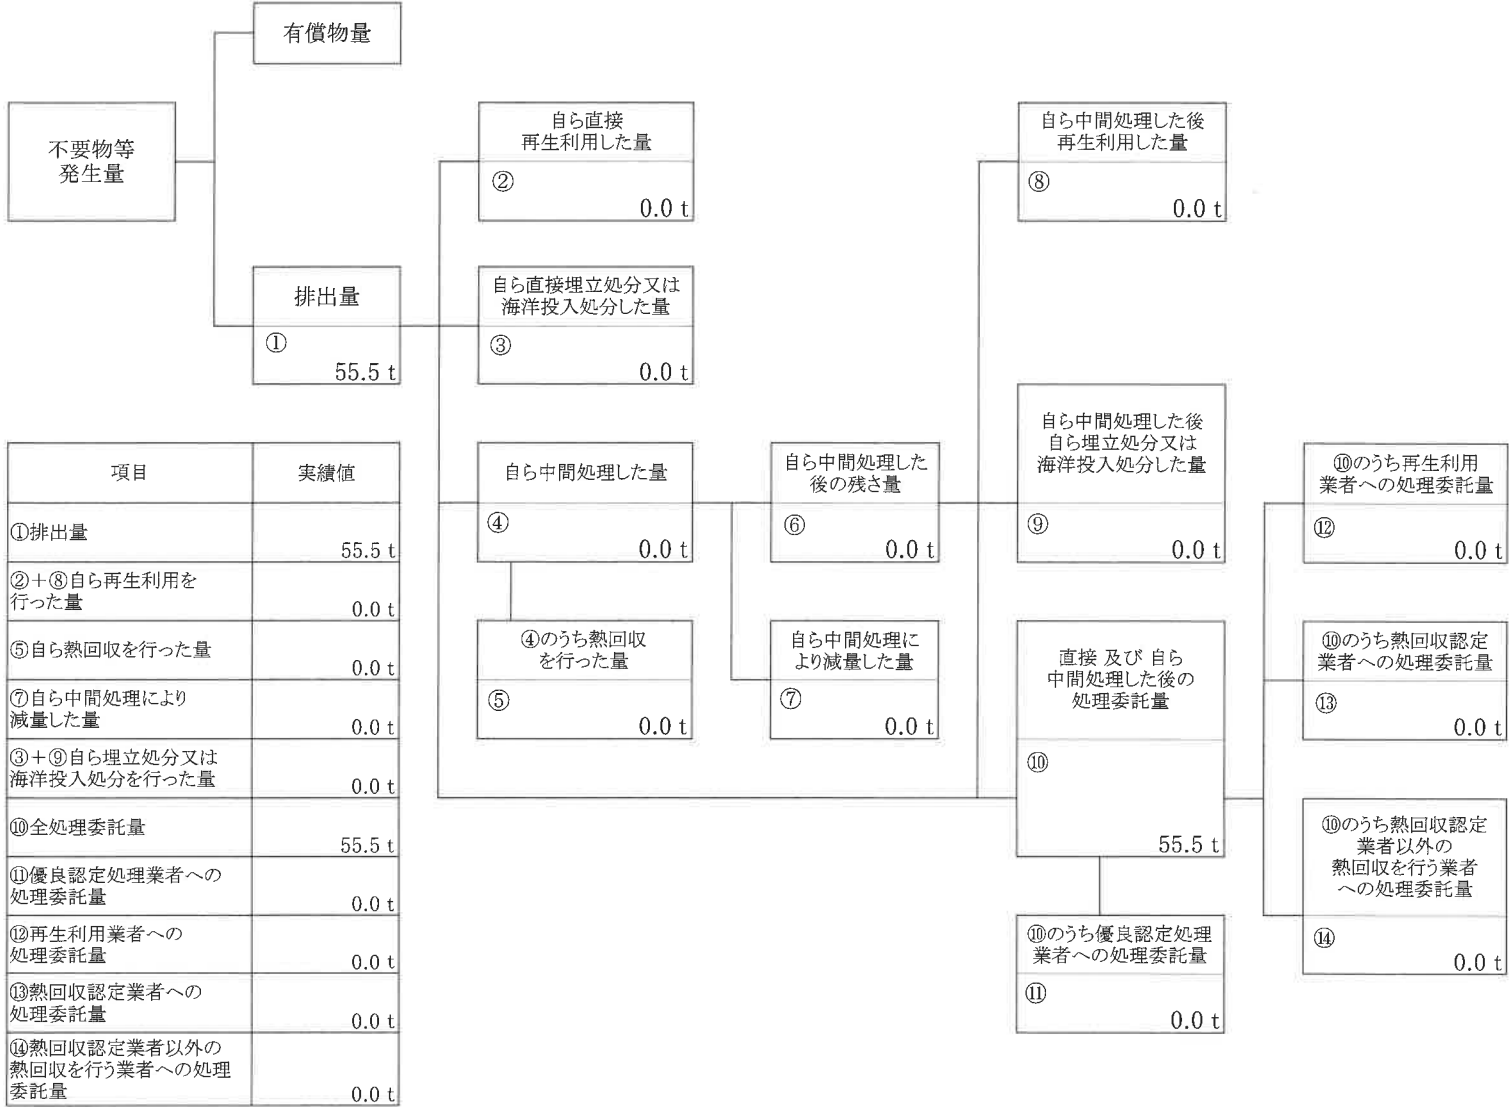 有償物量
不要物等
発生量
自ら直接
再生利用した量
②
0.0 t
自ら中間処理した後
再生利用した量
⑧
0.0 t
排出量
①
55.5 t
自ら直接埋立処分又は
海洋投入処分した量
③
0.0 t
自ら中間処理した量
④
0.0 t
自ら中間処理した
後の残さ量
⑥
0.0 t
自ら中間処理した後
自ら埋立処分又は
海洋投入処分した量
⑨
0.0 t
⑩のうち再生利用
業者への処理委託量
⑫
0.0 t
④のうち熱回収
を行った量
⑤
0.0 t
自ら中間処理に
より減量した量
⑦
0.0 t
直接 及び 自ら
中間処理した後の
処理委託量
⑩
55.5 t
⑩のうち熱回収認定
業者への処理委託量
⑬
0.0 t
⑩のうち熱回収認定
業者以外の
熱回収を行う業者
への処理委託量
⑭
0.0 t
⑩のうち優良認定処理
業者への処理委託量
⑪
0.0 t
項目 実績値
①排出量
55.5 t
②＋⑧自ら再生利用を
行った量
0.0 t
⑤自ら熱回収を行った量
0.0 t
⑦自ら中間処理により
減量した量
0.0 t
③＋⑨自ら埋立処分又は
海洋投入処分を行った量
0.0 t
⑩全処理委託量
55.5 t
⑪優良認定処理業者への
処理委託量
0.0 t
⑫再生利用業者への
処理委託量
0.0 t
⑬熱回収認定業者への
処理委託量
0.0 t
⑭熱回収認定業者以外の
熱回収を行う業者への処理
委託量
0.0 t